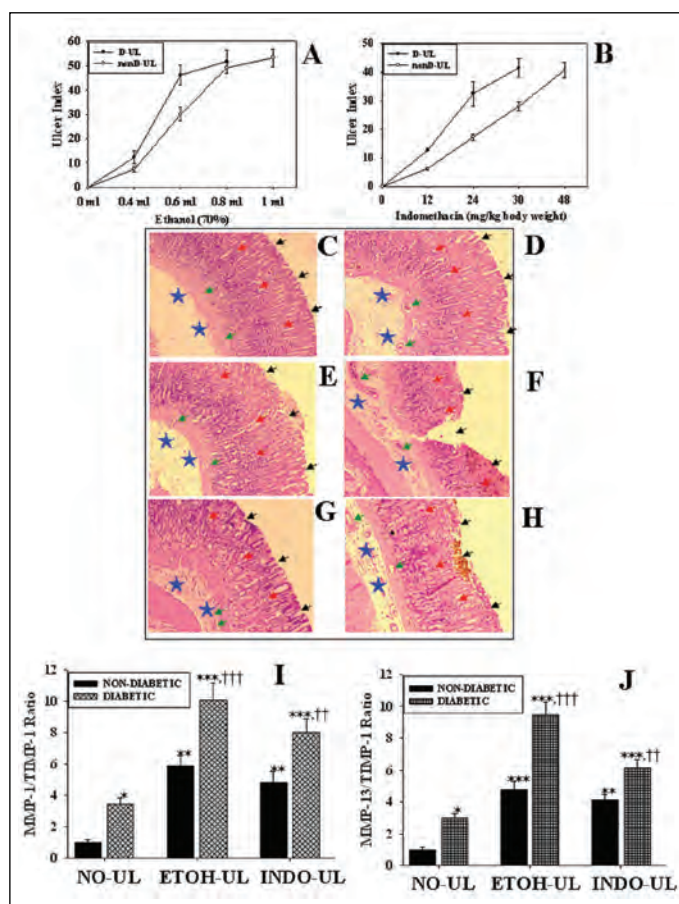 A
D-UL
nonD-UL
Ulcer Index
60
50
40
30
20
10
0
0 ml 0.4 ml 0.6 ml 0.8 ml 1 ml
Ethanol (70%)
B
D-UL
nonD-UL
Ulcer Index
50
40
30
20
10
0
0 12 24 30 48
Indomethacin (mg/kg body weight)
C
D
E
F
G
H
I
NON-DIABETIC
DIABETIC
MMP-1/TIMP-1 Ratio
12
10
8
6
4
2
0
*
**
***,†††
**
***,††
NO-UL ETOH-UL INDO-UL
J
NON-DIABETIC
DIABETIC
MMP-13/TIMP-1 Ratio
12
10
8
6
4
2
0
*
***
***,†††
**
***,††
NO-UL ETOH-UL INDO-UL